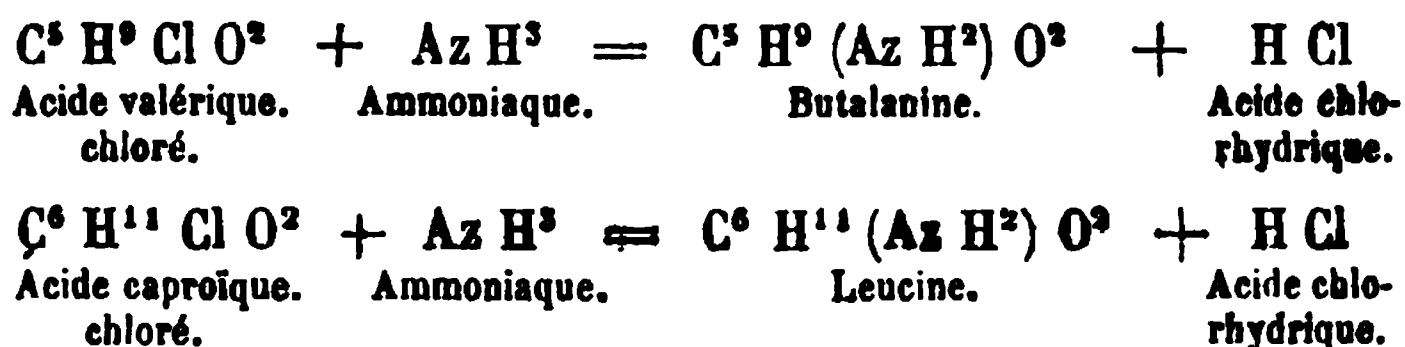 C⁵ H⁹ Cl O² + Az H³ = C⁵ H⁹ (Az H²) O² + H Cl
Acide valérique. Ammoniaque. Butalanine. Acide chlo-
chloré. rhydrique.
C⁶ H¹¹ Cl O² + Az H³ = C⁶ H¹¹ (Az H²) O² + H Cl
Acide caproïque. Ammoniaque. Leucine. Acide chlo-
chloré. rhydrique.